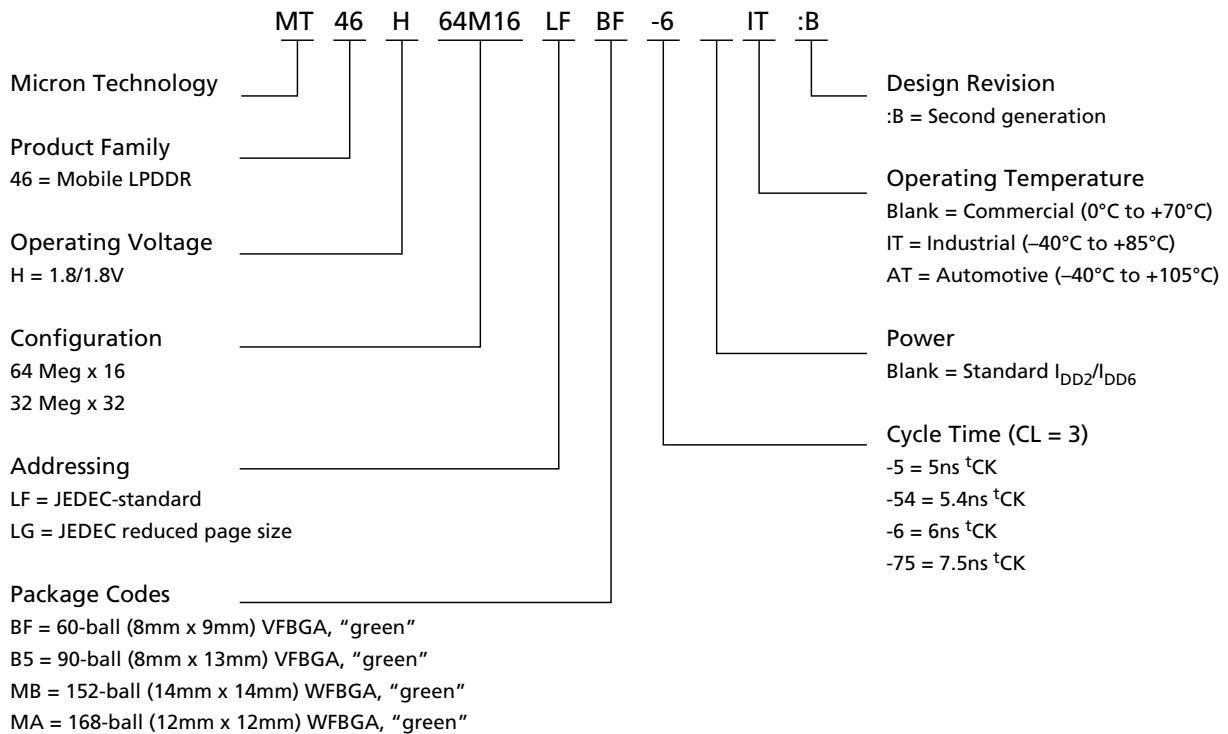 MT 46 H 64M16 LF BF -6 IT :B
Micron Technology
Product Family
46 = Mobile LPDDR
Operating Voltage
H = 1.8/1.8V
Configuration
64 Meg x 16
32 Meg x 32
Addressing
LF = JEDEC-standard
LG = JEDEC reduced page size
Package Codes
BF = 60-ball (8mm x 9mm) VFBGA, “green”
B5 = 90-ball (8mm x 13mm) VFBGA, “green”
MB = 152-ball (14mm x 14mm) WFBGA, “green”
MA = 168-ball (12mm x 12mm) WFBGA, “green”
Design Revision
:B = Second generation
Operating Temperature
Blank = Commercial (0°C to +70°C)
IT = Industrial (–40°C to +85°C)
AT = Automotive (–40°C to +105°C)
Power
Blank = Standard IDD2/IDD6
Cycle Time (CL = 3)
-5 = 5ns tCK
-54 = 5.4ns tCK
-6 = 6ns tCK
-75 = 7.5ns tCK